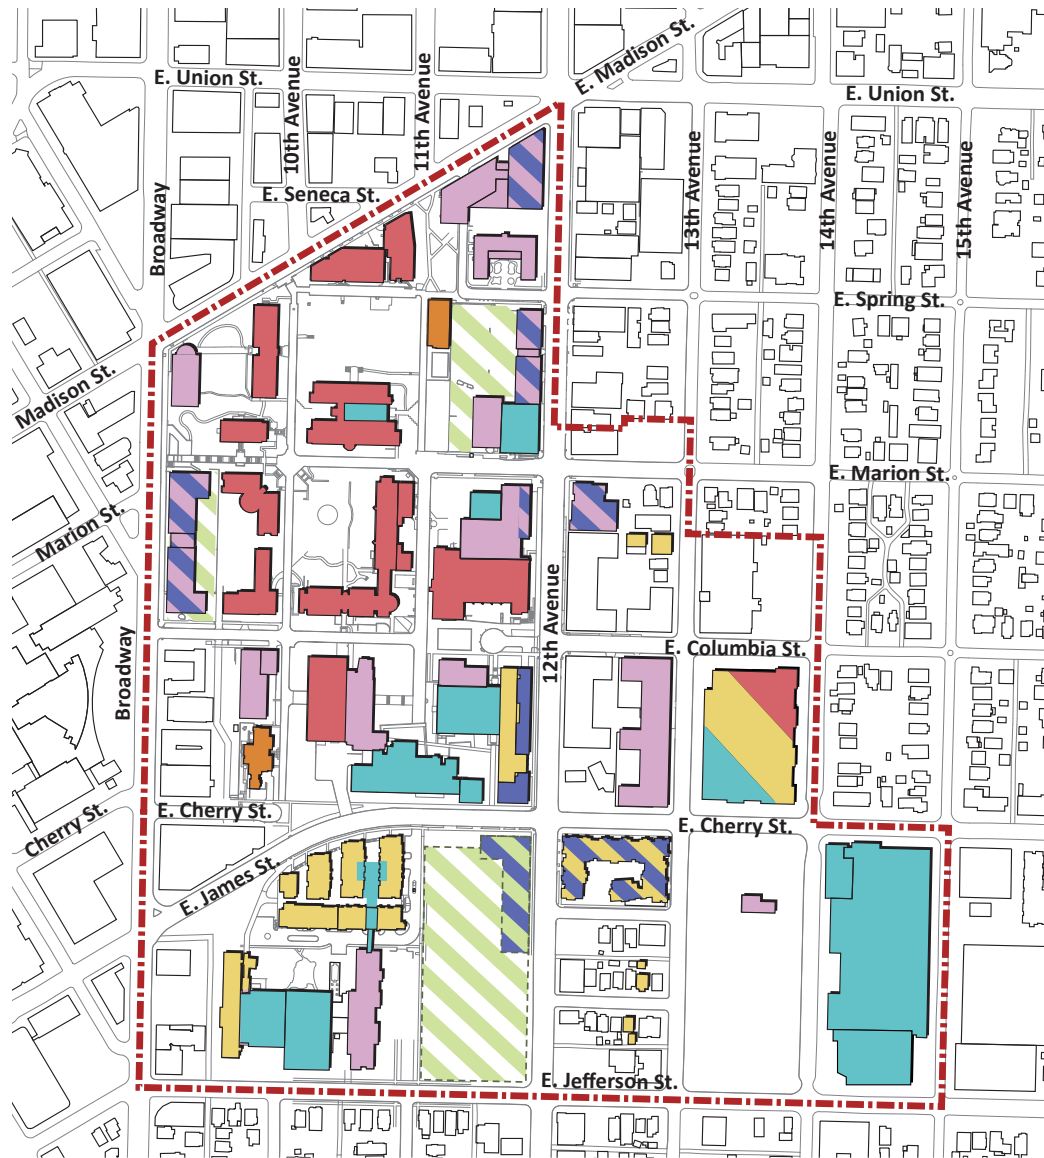 E. Madison St.
E. Union St.
E. Union St.
10th Avenue
11th Avenue
13th Avenue
14th Avenue
15th Avenue
E. Seneca St.
Broadway
E. Spring St.
Madison St.
E. Marion St.
Marion St.
12th Avenue
E. Columbia St.
Broadway
E. Cherry St.
E. Cherry St.
Cherry St.
E. James St.
E. Jefferson St.